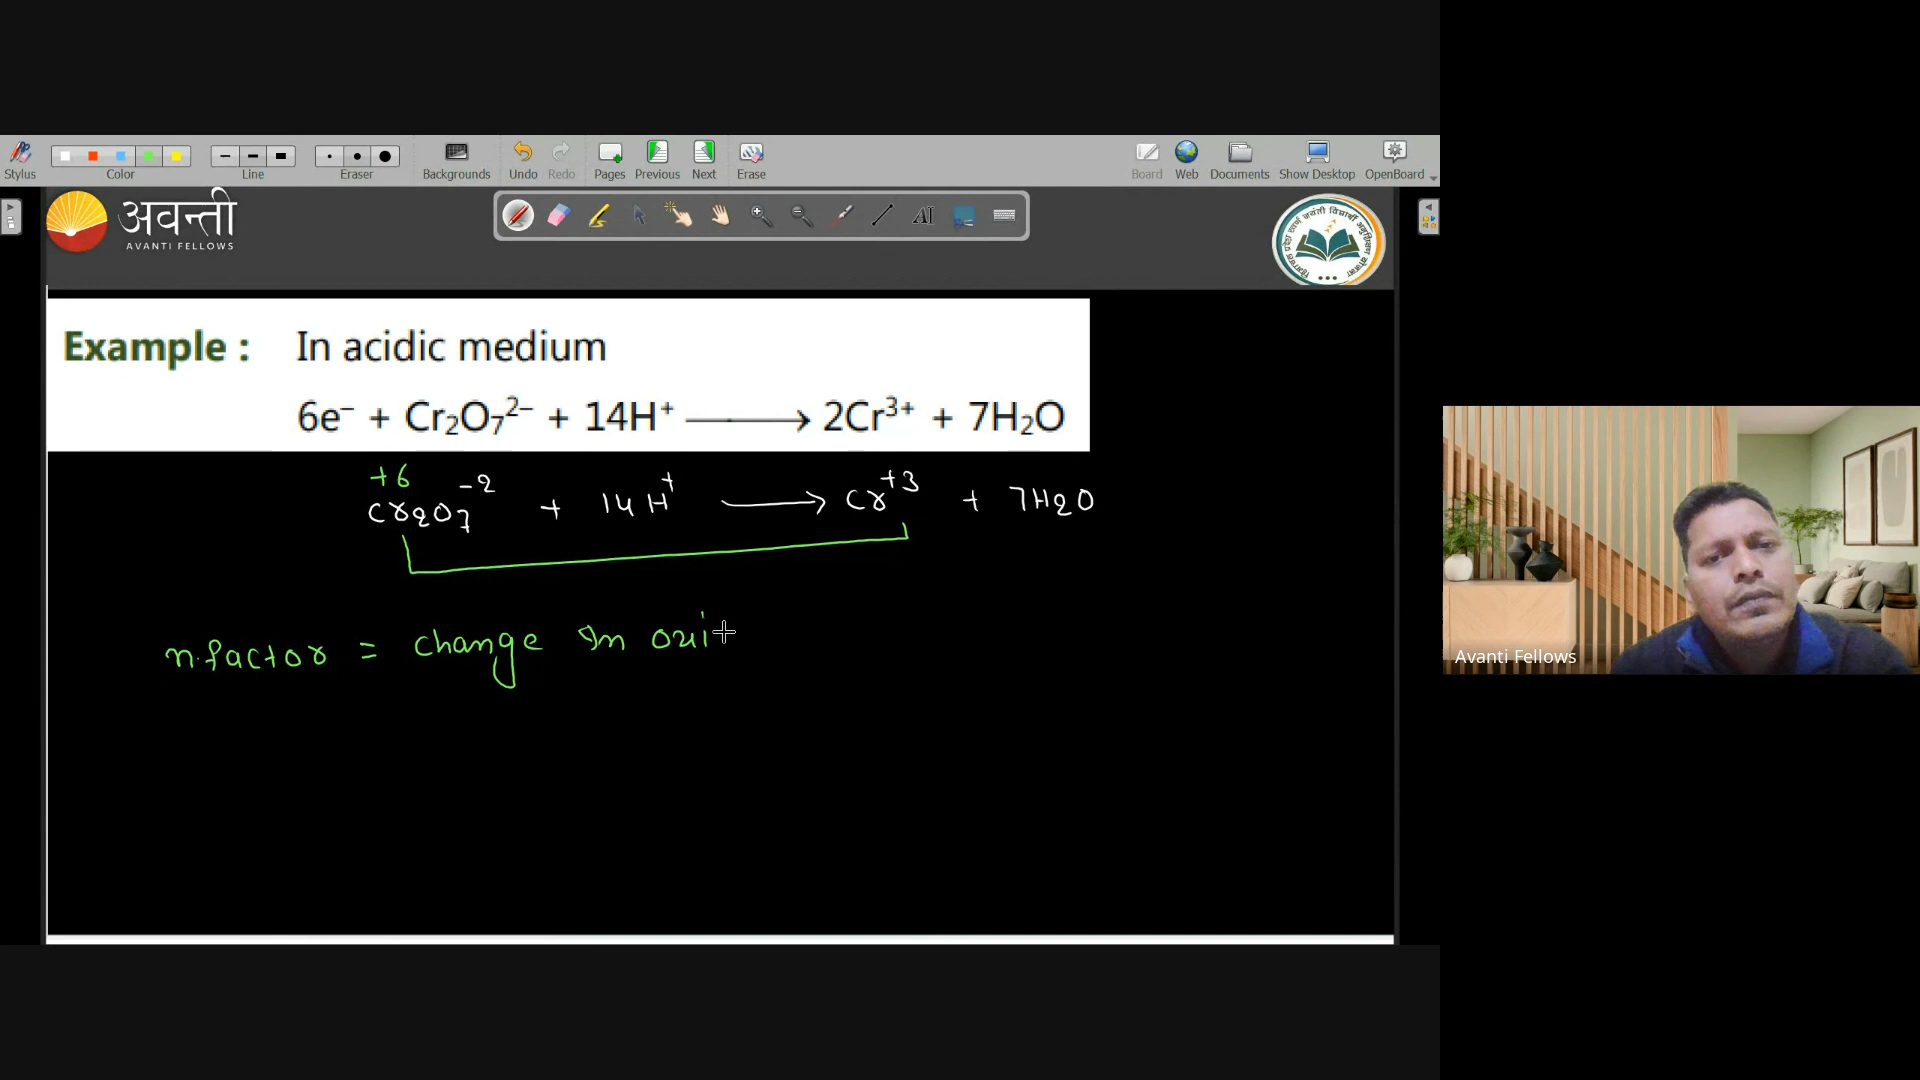 Stylus Color Line Eraser Backgrounds Undo Redo Pages Previous Next Erase Board Web Documents Show Desktop OpenBoard
अवन्ती
AVANTI FELLOWS
Example : In acidic medium
6e⁻ + Cr₂O₇²⁻ + 14H⁺ ⟶ 2Cr³⁺ + 7H₂O
+6
Cr₂O₇⁻² + 14H⁺ ⟶ Cr⁺³ + 7H₂O
n.factor = change In oxi
Avanti Fellows